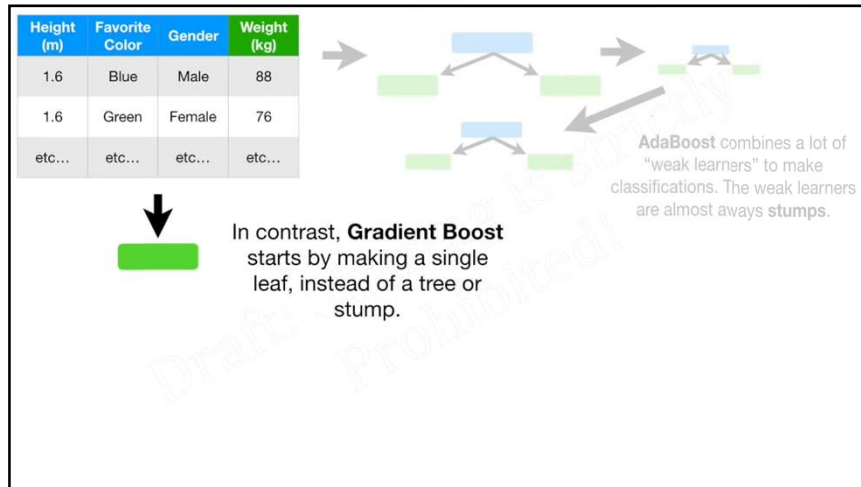 Height (m) Favorite Color Gender Weight (kg)
1.6 Blue Male 88
1.6 Green Female 76
etc… etc… etc… etc…
AdaBoost combines a lot of
“weak learners” to make
classifications. The weak learners
are almost aways stumps.
In contrast, Gradient Boost
starts by making a single
leaf, instead of a tree or
stump.
Prohibited!